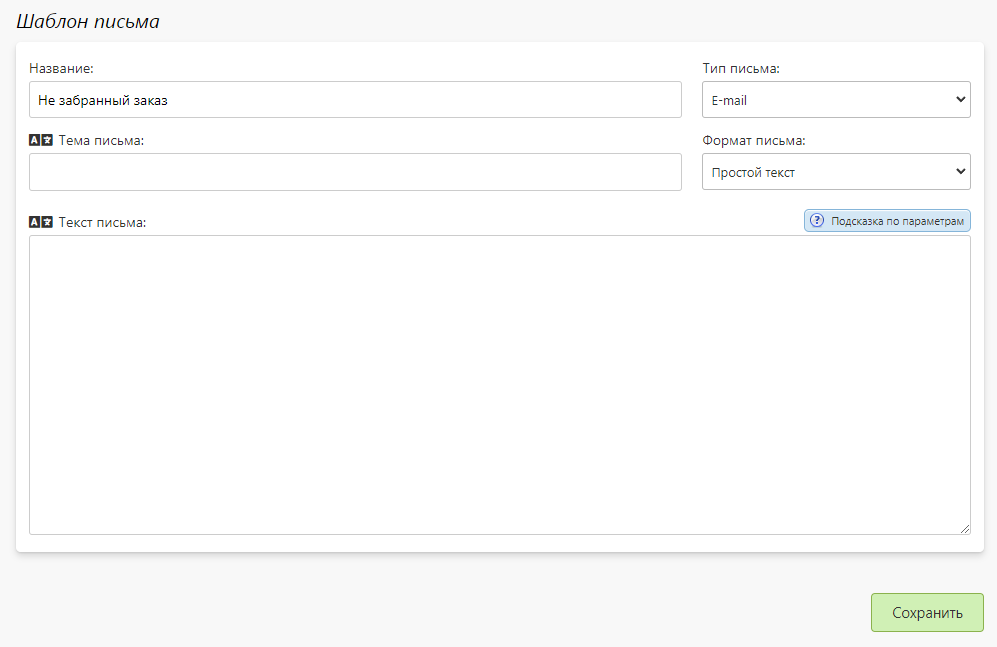 Шаблон письма
Название:
Тип письма:
Не забранный заказ
E-mail
Тема письма:
Формат письма:
Простой текст
Текст письма:
Подсказка по параметрам
Сохранить